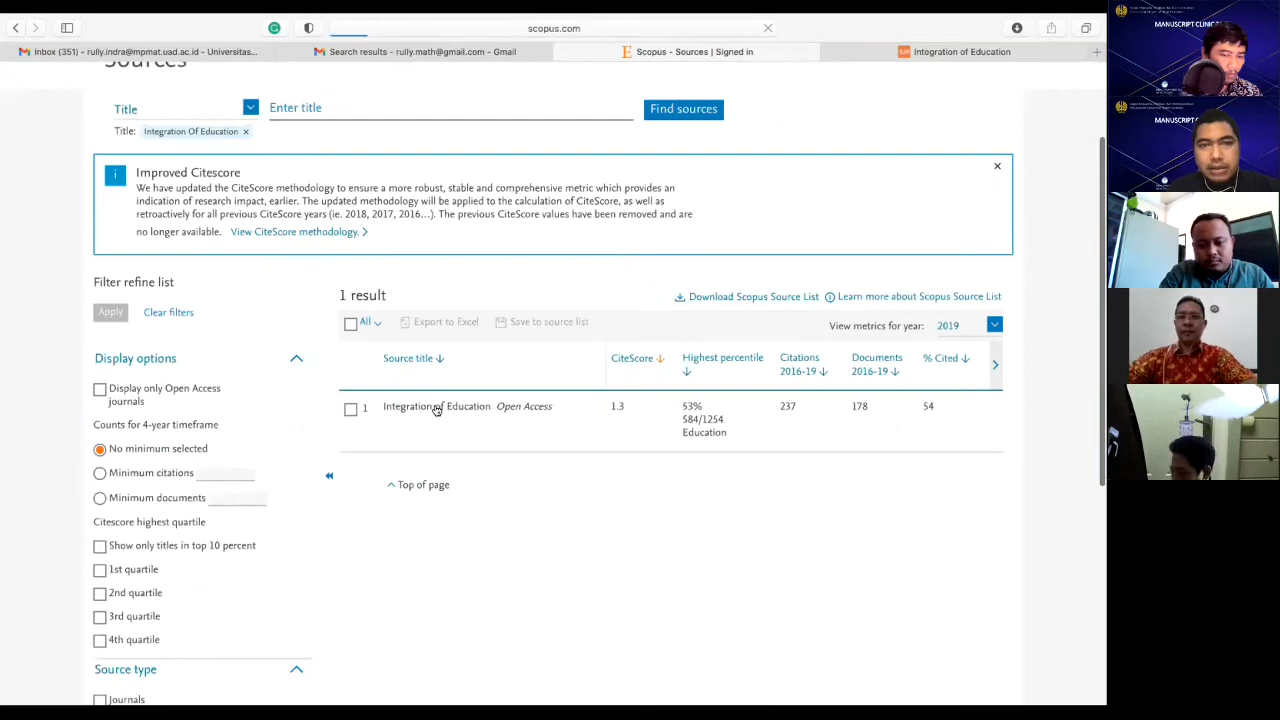 scopus.com
Inbox (351) - rully.indra@mpmat.uad.ac.id - Universitas...
Search results - rully.math@gmail.com - Gmail
Scopus - Sources | Signed in
Integration of Education
Sources
Title
Enter title
Find sources
Title: Integration Of Education ×
i
Improved Citescore
We have updated the CiteScore methodology to ensure a more robust, stable and comprehensive metric which provides an
indication of research impact, earlier. The updated methodology will be applied to the calculation of CiteScore, as well as
retroactively for all previous CiteScore years (ie. 2018, 2017, 2016...). The previous CiteScore values have been removed and are
no longer available. View CiteScore methodology. >
Filter refine list
Apply
Clear filters
Display options
Display only Open Access
journals
Counts for 4-year timeframe
No minimum selected
Minimum citations
Minimum documents
Citescore highest quartile
Show only titles in top 10 percent
1st quartile
2nd quartile
3rd quartile
4th quartile
Source type
Journals
1 result
Download Scopus Source List
Learn more about Scopus Source List
All
Export to Excel
Save to source list
View metrics for year: 2019
Source title ↓
CiteScore ↓
Highest percentile
↓
Citations
2016-19 ↓
Documents
2016-19 ↓
% Cited ↓
1
Integration of Education Open Access
1.3
53%
584/1254
Education
237
178
54
Top of page
MANUSCRIPT CLINIC
MANUSCRIPT